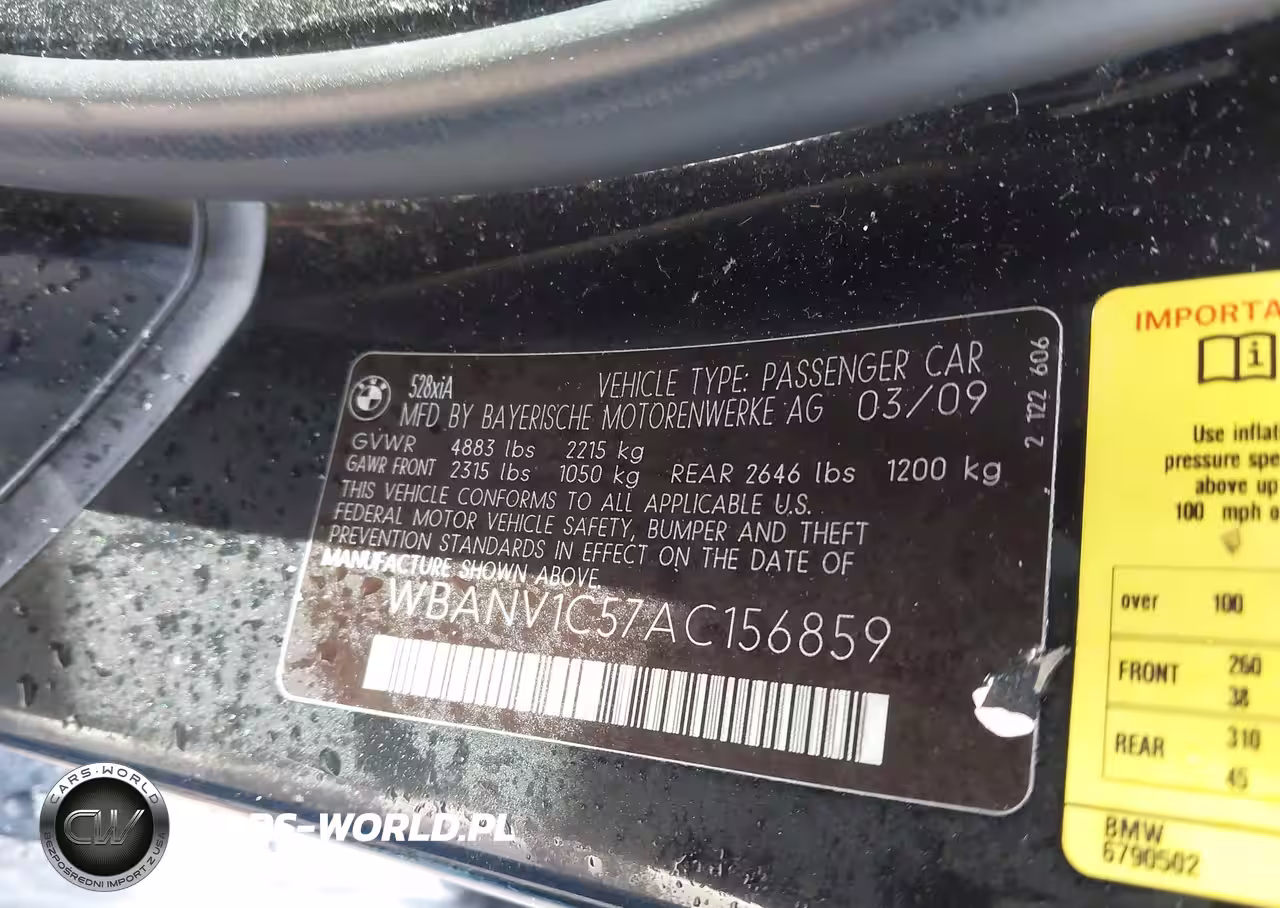 528xiA
VEHICLE TYPE: PASSENGER CAR
MFD BY BAYERISCHE MOTORENWERKE AG 03/09
GVWR 4883 lbs 2215 kg
GAWR FRONT 2315 lbs 1050 kg REAR 2646 lbs 1200 kg
THIS VEHICLE CONFORMS TO ALL APPLICABLE U.S.
FEDERAL MOTOR VEHICLE SAFETY, BUMPER AND THEFT
PREVENTION STANDARDS IN EFFECT ON THE DATE OF
MANUFACTURE SHOWN ABOVE.
WBANV1C57AC156859
2 122 606
IMPORTA
i
Use inflat
pressure spe
above up
100 mph o
over 100
FRONT 260
38
REAR 310
45
BMW
6790502
CARS-WORLD
CW
BEZPOŚREDNI IMPORT Z USA
CARS-WORLD.PL